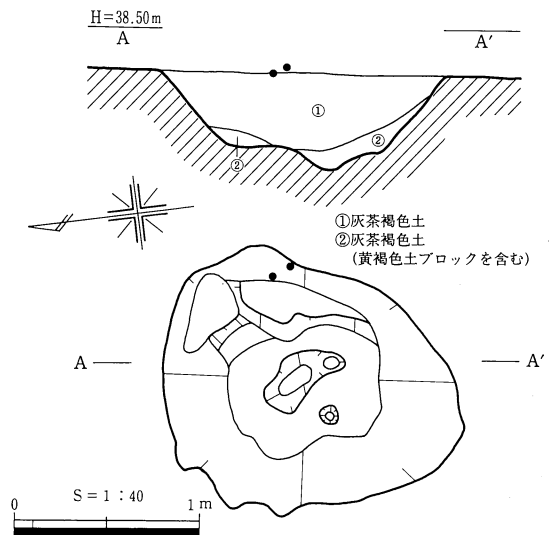 H=38.50m
A A′
①
②
②
①灰茶褐色土
②灰茶褐色土
(黄褐色土ブロックを含む)
A A′
S = 1 : 40
0 1 m